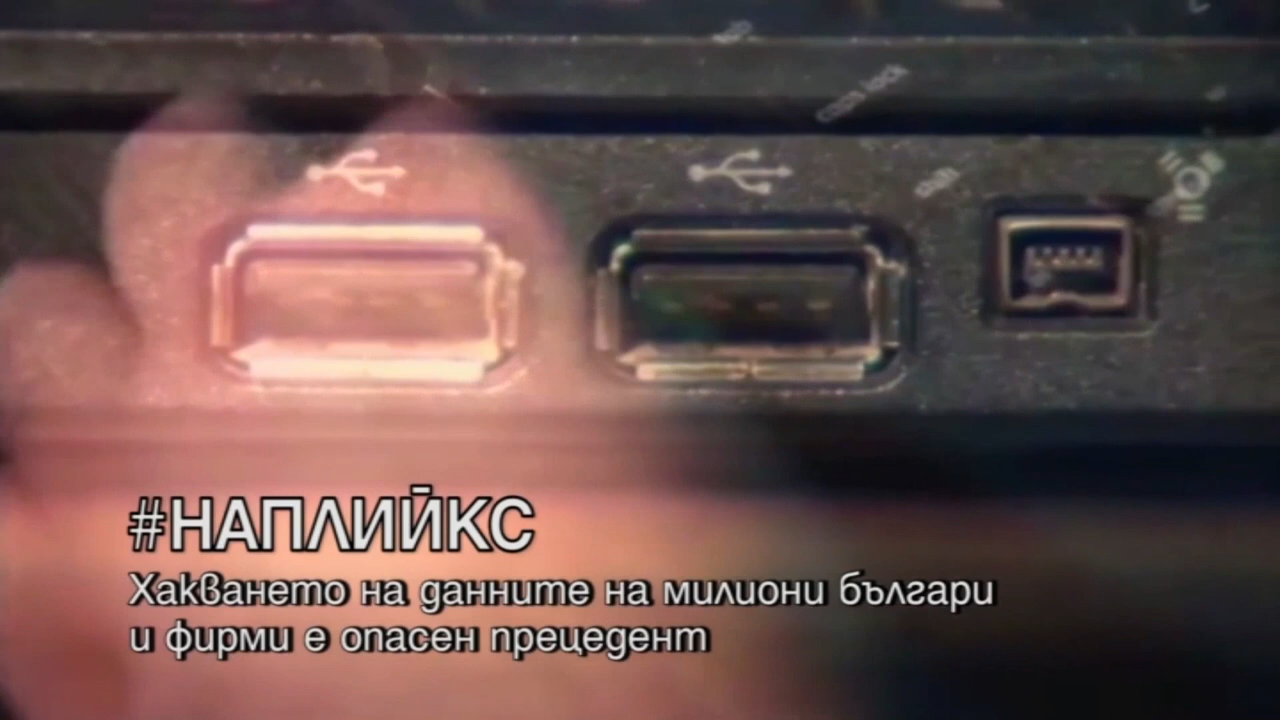 #НАПЛИЙКС
Хакването на данните на милиони българи
и фирми е опасен прецедент